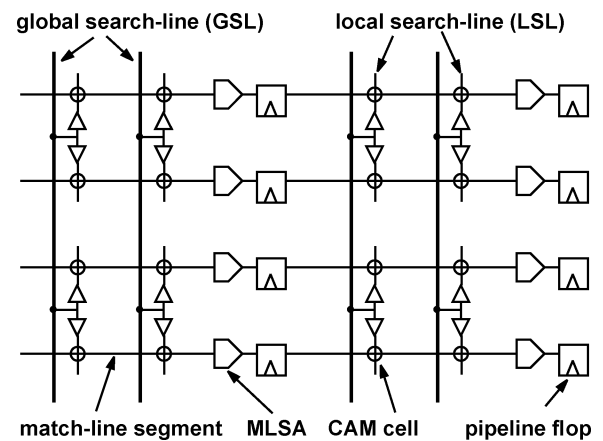 global search-line (GSL)
local search-line (LSL)
match-line segment
MLSA
CAM cell
pipeline flop